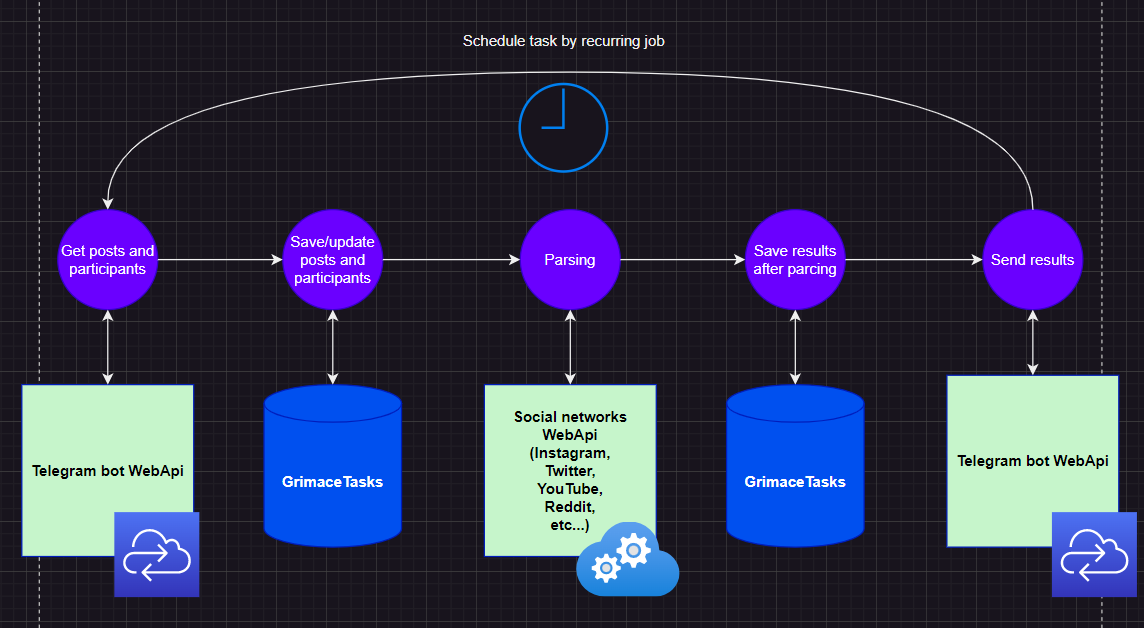 Schedule task by recurring job
Get posts and
participants
Save/update
posts and
participants
Parsing
Save results
after parcing
Send results
Telegram bot WebApi
GrimaceTasks
Social networks
WebApi
(Instagram,
Twitter,
YouTube,
Reddit,
etc...)
GrimaceTasks
Telegram bot WebApi